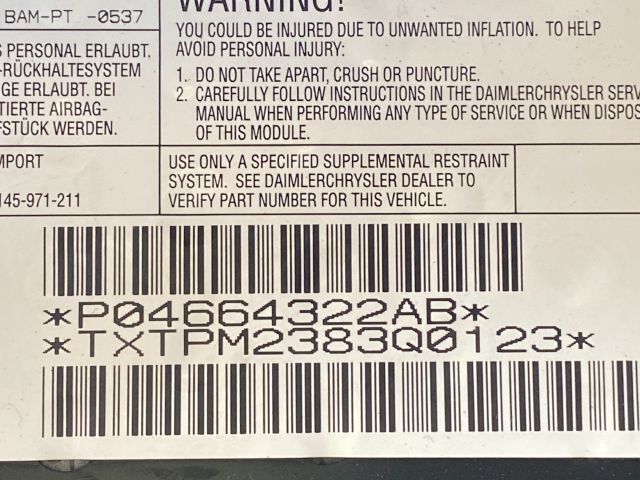 BAM-PT -0537
S PERSONAL ERLAUBT.
-RÜCKHALTESYSTEM
GE ERLAUBT. BEI
TIERTE AIRBAG-
FSTÜCK WERDEN.
MPORT
145-971-211
WARNING!
YOU COULD BE INJURED DUE TO UNWANTED INFLATION. TO HELP
AVOID PERSONAL INJURY:
1. DO NOT TAKE APART, CRUSH OR PUNCTURE.
2. CAREFULLY FOLLOW INSTRUCTIONS IN THE DAIMLERCHRYSLER SERV
MANUAL WHEN PERFORMING ANY TYPE OF SERVICE OR WHEN DISPOS
OF THIS MODULE.
USE ONLY A SPECIFIED SUPPLEMENTAL RESTRAINT
SYSTEM. SEE DAIMLERCHRYSLER DEALER TO
VERIFY PART NUMBER FOR THIS VEHICLE.
*P04664322AB*
*TXTPM2383Q0123*